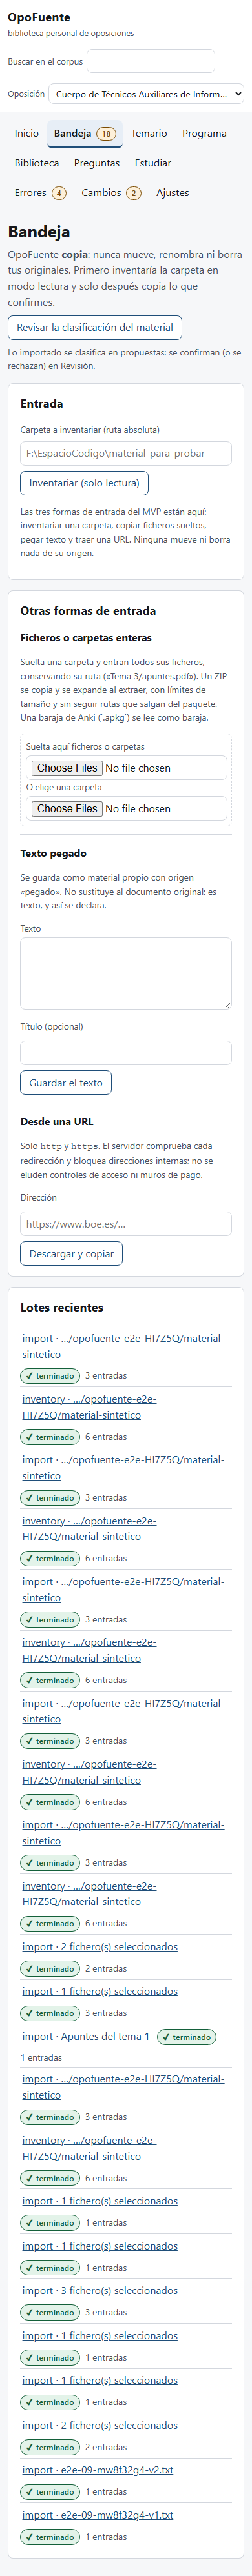 OpoFuente
biblioteca personal de oposiciones
Buscar en el corpus
Oposición Cuerpo de Técnicos Auxiliares de Inform...
Inicio Bandeja 18 Temario Programa
Biblioteca Preguntas Estudiar
Errores 4 Cambios 2 Ajustes
Bandeja
OpoFuente copia: nunca mueve, renombra ni borra
tus originales. Primero inventaría la carpeta en
modo lectura y solo después copia lo que
confirmes.
Revisar la clasificación del material
Lo importado se clasifica en propuestas: se confirman (o se
rechazan) en Revisión.
Entrada
Carpeta a inventariar (ruta absoluta)
F:\EspacioCodigo\material-para-probar
Inventariar (solo lectura)
Las tres formas de entrada del MVP están aquí:
inventariar una carpeta, copiar ficheros sueltos,
pegar texto y traer una URL. Ninguna mueve ni borra
nada de su origen.
Otras formas de entrada
Ficheros o carpetas enteras
Suelta una carpeta y entran todos sus ficheros,
conservando su ruta («Tema 3/apuntes.pdf»). Un ZIP
se copia y se expande al extraer, con límites de
tamaño y sin seguir rutas que salgan del paquete.
Una baraja de Anki (`.apkg`) se lee como baraja.
Suelta aquí ficheros o carpetas
Choose Files No file chosen
O elige una carpeta
Choose Files No file chosen
Texto pegado
Se guarda como material propio con origen
«pegado». No sustituye al documento original: es
texto, y así se declara.
Texto
Título (opcional)
Guardar el texto
Desde una URL
Solo http y https. El servidor comprueba cada
redirección y bloquea direcciones internas; no se
eluden controles de acceso ni muros de pago.
Dirección
https://www.boe.es/...
Descargar y copiar
Lotes recientes
import · .../opofuente-e2e-HI7Z5Q/material-
sintetico
✓ terminado 3 entradas
inventory · .../opofuente-e2e-
HI7Z5Q/material-sintetico
✓ terminado 6 entradas
import · .../opofuente-e2e-HI7Z5Q/material-
sintetico
✓ terminado 3 entradas
inventory · .../opofuente-e2e-
HI7Z5Q/material-sintetico
✓ terminado 6 entradas
import · .../opofuente-e2e-HI7Z5Q/material-
sintetico
✓ terminado 3 entradas
inventory · .../opofuente-e2e-
HI7Z5Q/material-sintetico
✓ terminado 6 entradas
import · .../opofuente-e2e-HI7Z5Q/material-
sintetico
✓ terminado 3 entradas
inventory · .../opofuente-e2e-
HI7Z5Q/material-sintetico
✓ terminado 6 entradas
import · .../opofuente-e2e-HI7Z5Q/material-
sintetico
✓ terminado 3 entradas
inventory · .../opofuente-e2e-
HI7Z5Q/material-sintetico
✓ terminado 6 entradas
import · 2 fichero(s) seleccionados
✓ terminado 2 entradas
import · 1 fichero(s) seleccionados
✓ terminado 3 entradas
import · Apuntes del tema 1 ✓ terminado
1 entradas
import · .../opofuente-e2e-HI7Z5Q/material-
sintetico
✓ terminado 3 entradas
inventory · .../opofuente-e2e-
HI7Z5Q/material-sintetico
✓ terminado 6 entradas
import · 1 fichero(s) seleccionados
✓ terminado 1 entradas
import · 1 fichero(s) seleccionados
✓ terminado 1 entradas
import · 3 fichero(s) seleccionados
✓ terminado 3 entradas
import · 1 fichero(s) seleccionados
✓ terminado 1 entradas
import · 1 fichero(s) seleccionados
✓ terminado 1 entradas
import · 2 fichero(s) seleccionados
✓ terminado 2 entradas
import · e2e-09-mw8f32g4-v2.txt
✓ terminado 1 entradas
import · e2e-09-mw8f32g4-v1.txt
✓ terminado 1 entradas